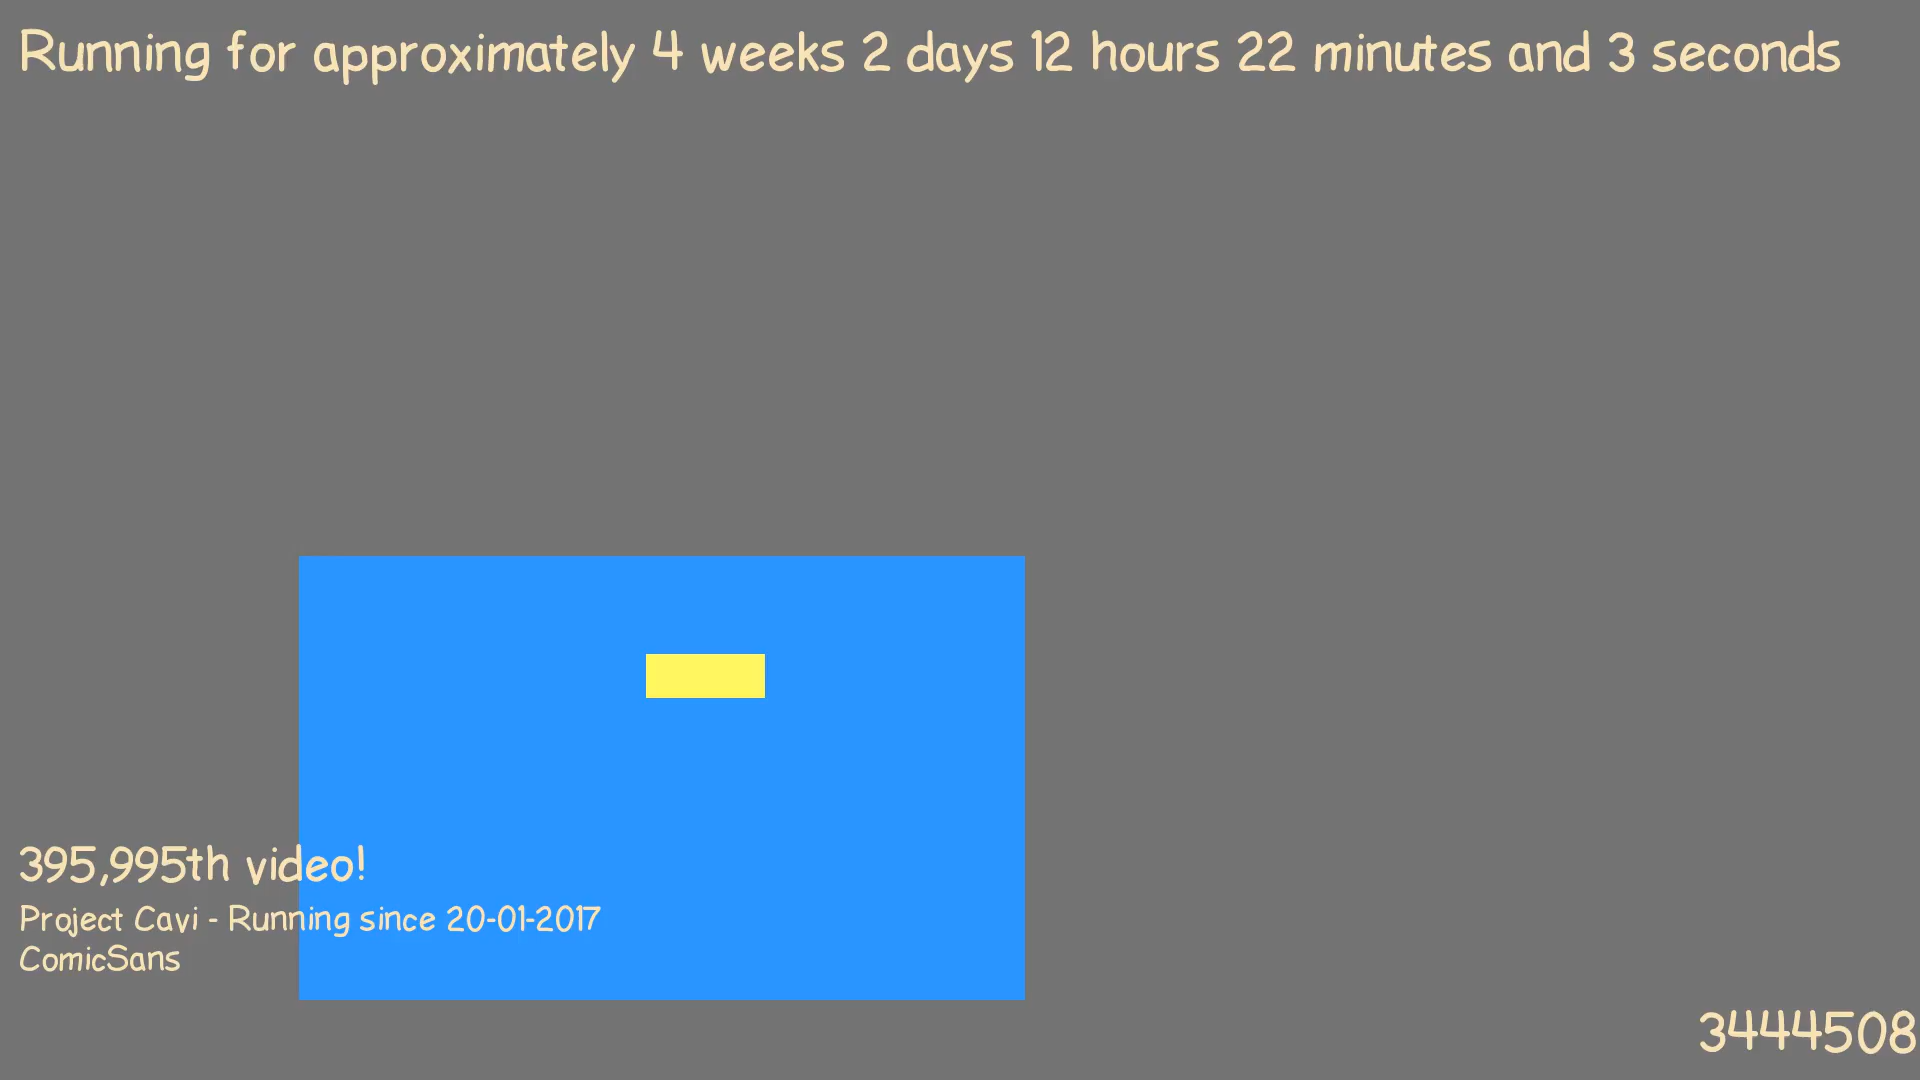 Running for approximately 4 weeks 2 days 12 hours 22 minutes and 3 seconds
395,995th video!
Project Cavi - Running since 20-01-2017
ComicSans
3444508